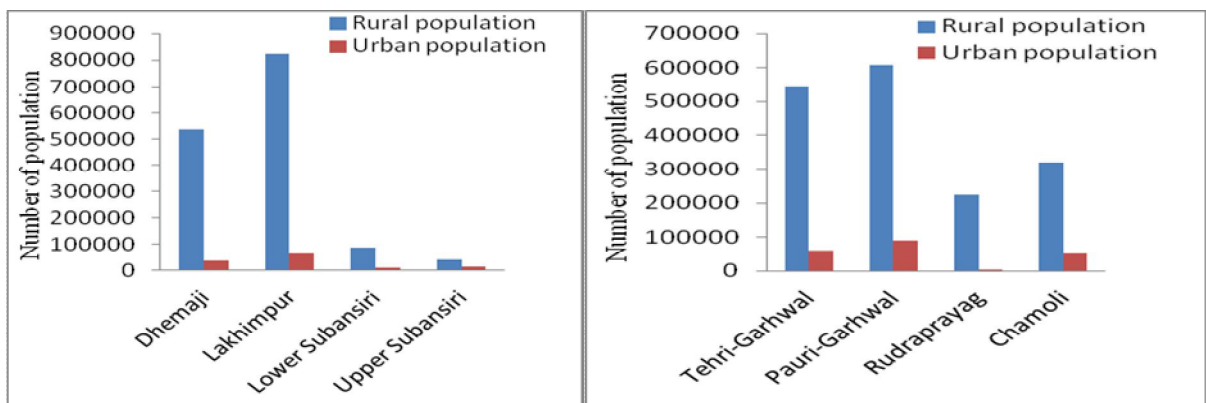 Rural population
Urban population
Number of population
900000
800000
700000
600000
500000
400000
300000
200000
100000
0
Dhemaji
Lakhimpur
Lower Subansiri
Upper Subansiri
Rural population
Urban population
Number of population
700000
600000
500000
400000
300000
200000
100000
0
Tehri-Garhwal
Pauri-Garhwal
Rudraprayag
Chamoli